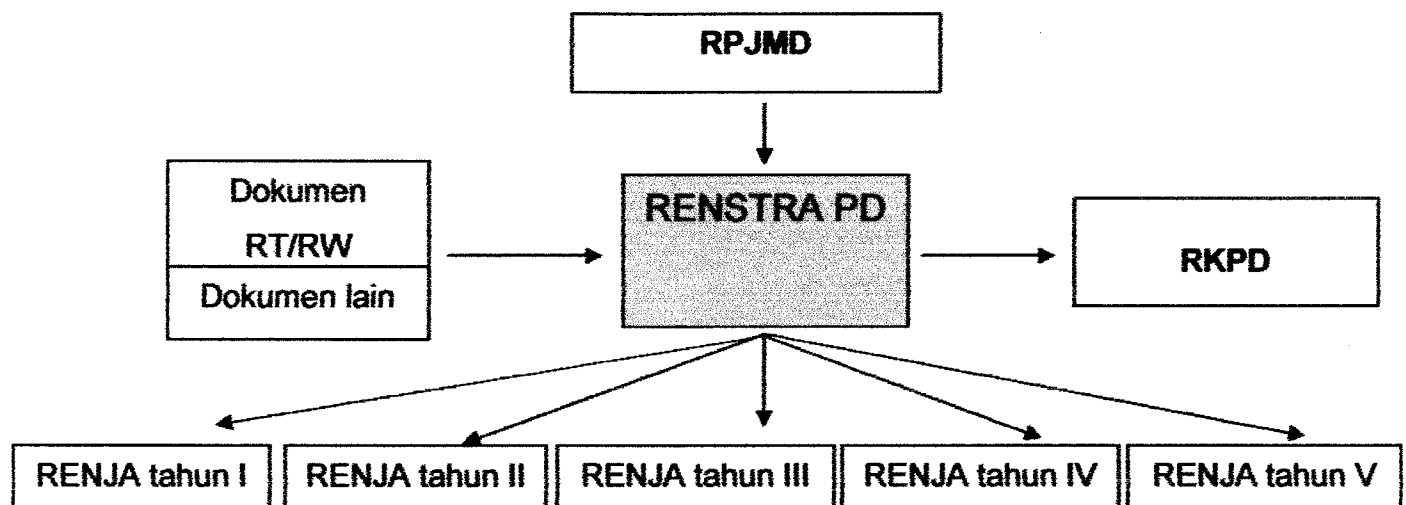 RPJMD
Dokumen
RT/RW
Dokumen lain
RENSTRA PD
RKPD
RENJA tahun I
RENJA tahun II
RENJA tahun III
RENJA tahun IV
RENJA tahun V